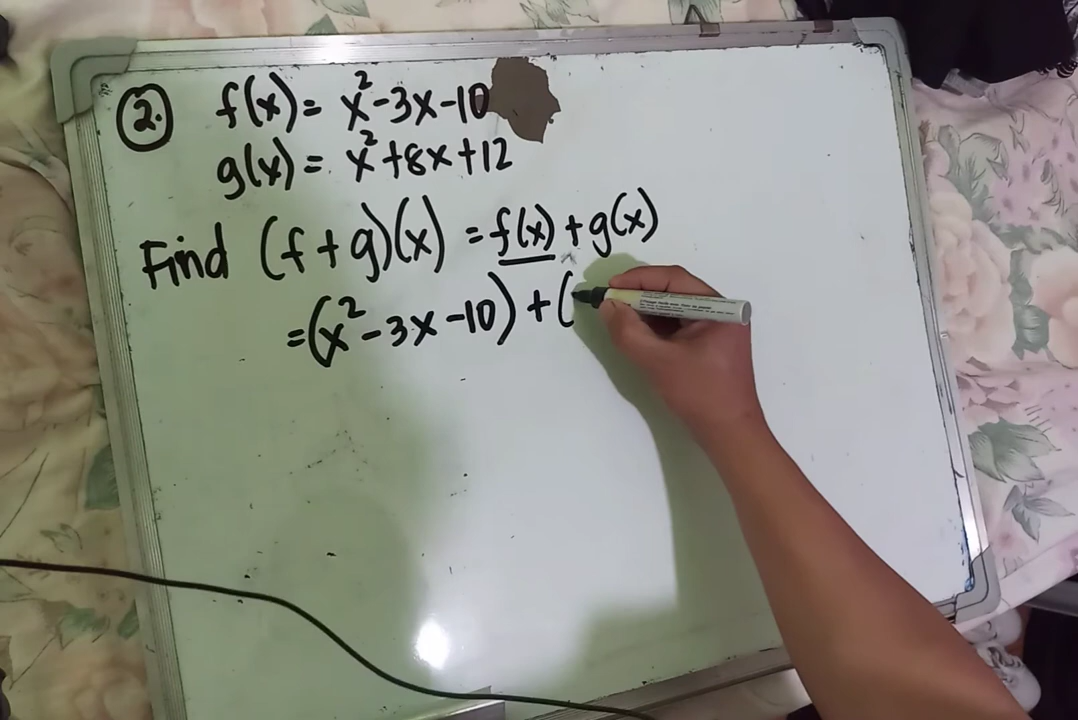 2. f(x) = x²-3x-10
g(x) = x²+8x+12
Find (f+g)(x) = f(x)+g(x)
=(x²-3x-10)+(